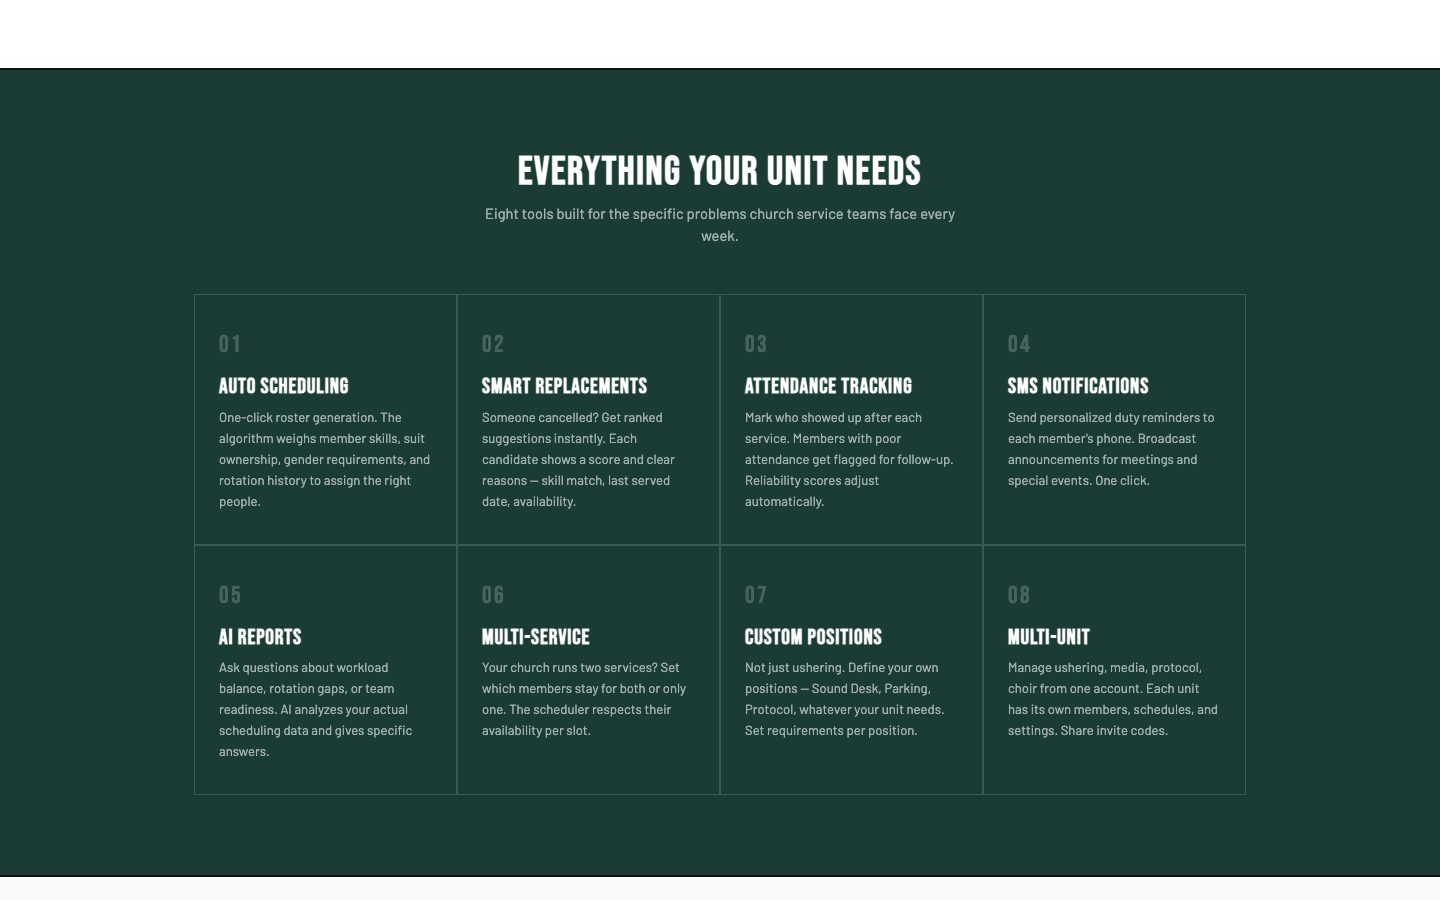 EVERYTHING YOUR UNIT NEEDS
Eight tools built for the specific problems church service teams face every
week.
01
AUTO SCHEDULING
One-click roster generation. The
algorithm weighs member skills, suit
ownership, gender requirements, and
rotation history to assign the right
people.
02
SMART REPLACEMENTS
Someone cancelled? Get ranked
suggestions instantly. Each
candidate shows a score and clear
reasons — skill match, last served
date, availability.
03
ATTENDANCE TRACKING
Mark who showed up after each
service. Members with poor
attendance get flagged for follow-up.
Reliability scores adjust
automatically.
04
SMS NOTIFICATIONS
Send personalized duty reminders to
each member's phone. Broadcast
announcements for meetings and
special events. One click.
05
AI REPORTS
Ask questions about workload
balance, rotation gaps, or team
readiness. AI analyzes your actual
scheduling data and gives specific
answers.
06
MULTI-SERVICE
Your church runs two services? Set
which members stay for both or only
one. The scheduler respects their
availability per slot.
07
CUSTOM POSITIONS
Not just ushering. Define your own
positions — Sound Desk, Parking,
Protocol, whatever your unit needs.
Set requirements per position.
08
MULTI-UNIT
Manage ushering, media, protocol,
choir from one account. Each unit
has its own members, schedules, and
settings. Share invite codes.